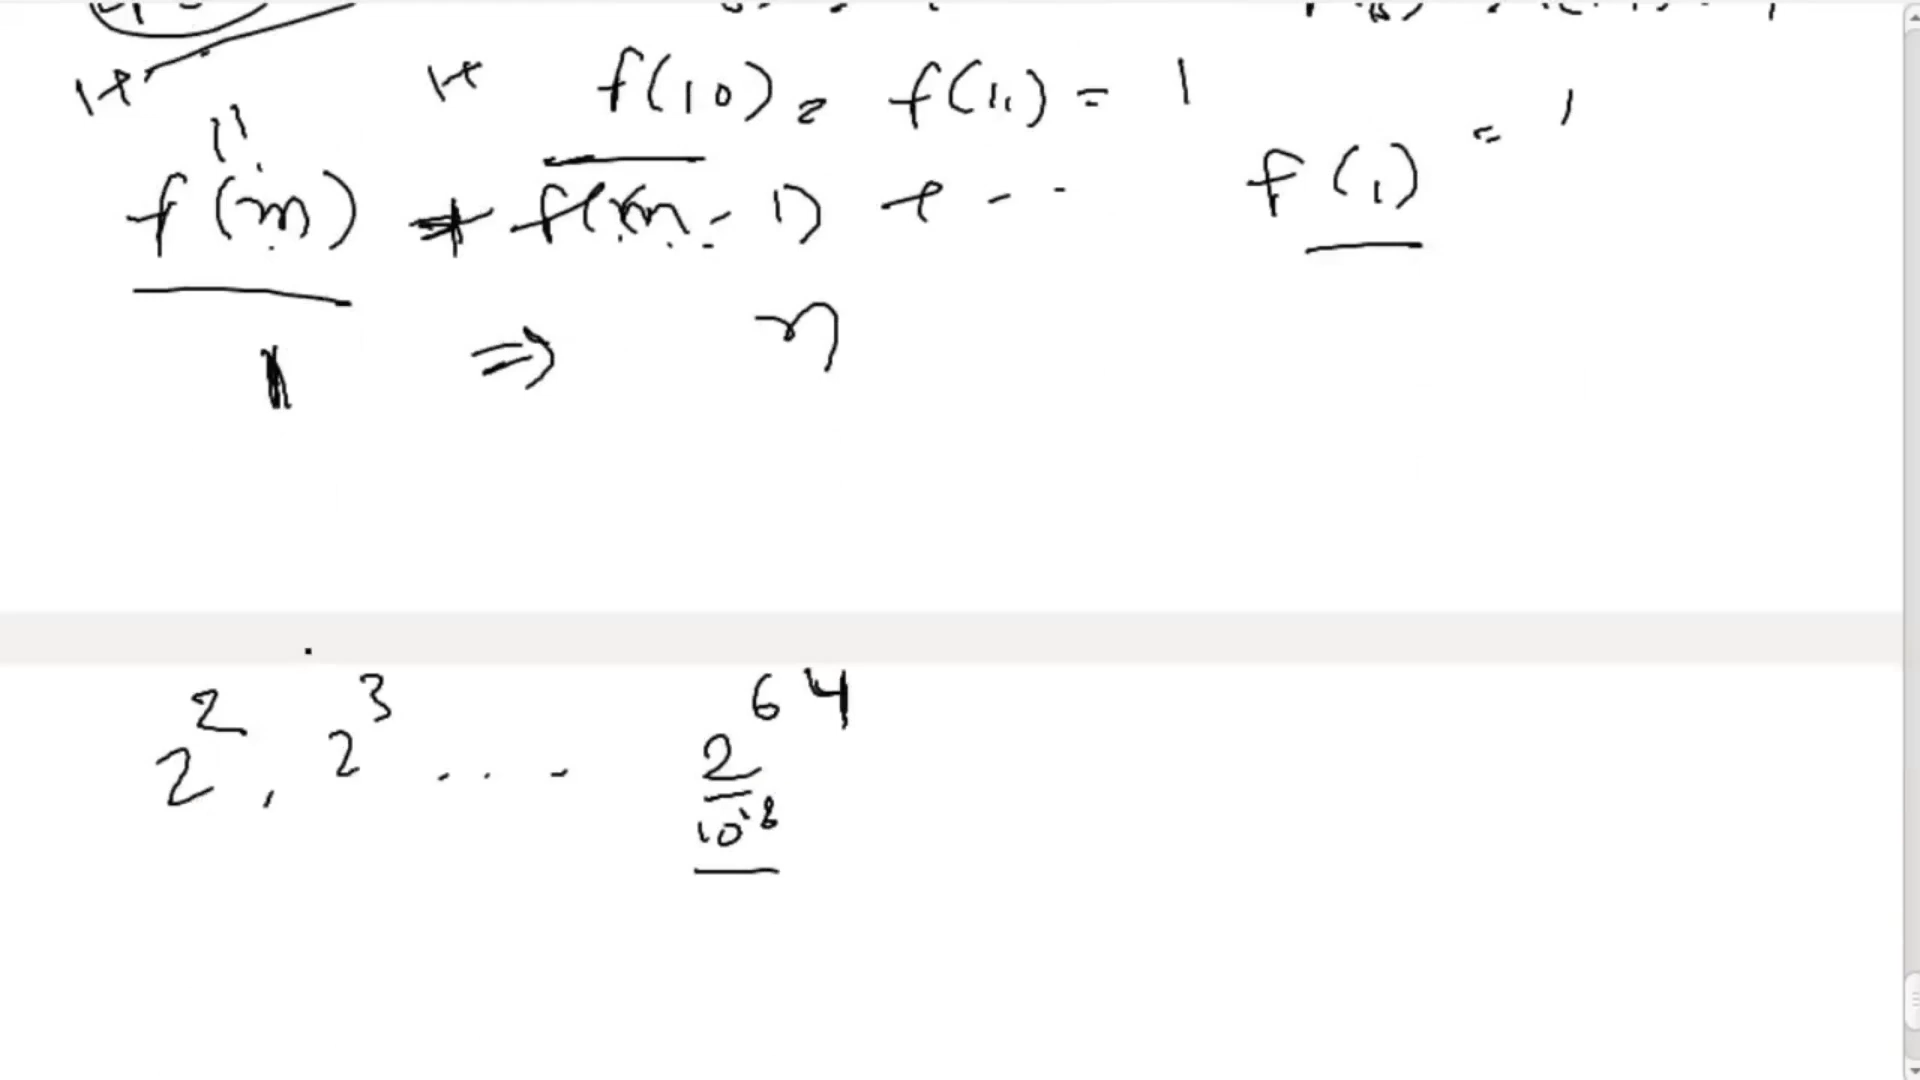 1+ 1+ f(10) = f(11) = 1
f(n) + f(n-1) + -- f(1) = 1
1 ⇒ n
2^2, 2^3 .... 2^64
10^18